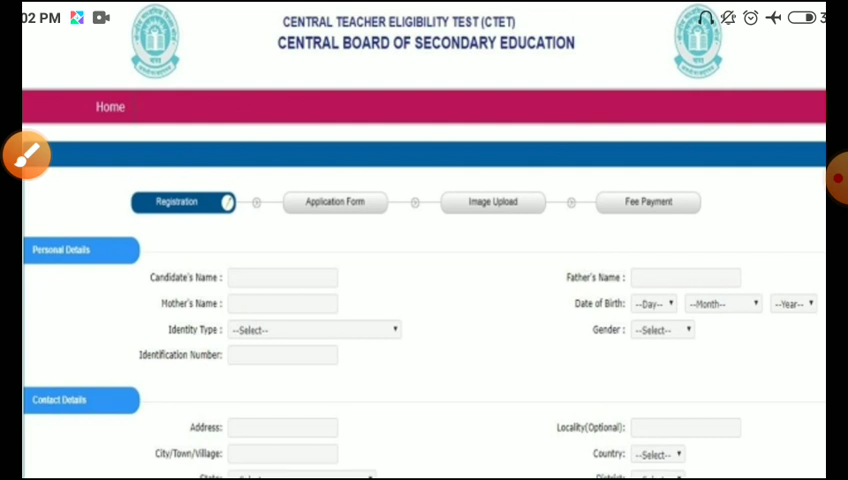 02 PM
CENTRAL TEACHER ELIGIBILITY TEST (CTET)
CENTRAL BOARD OF SECONDARY EDUCATION
Home
Registration
Application Form
Image Upload
Fee Payment
Personal Details
Candidate's Name :
Father's Name :
Mother's Name :
Date of Birth: --Day-- --Month-- --Year--
Identity Type : --Select--
Gender : --Select--
Identification Number:
Contact Details
Address:
Locality(Optional):
City/Town/Village:
Country: --Select--